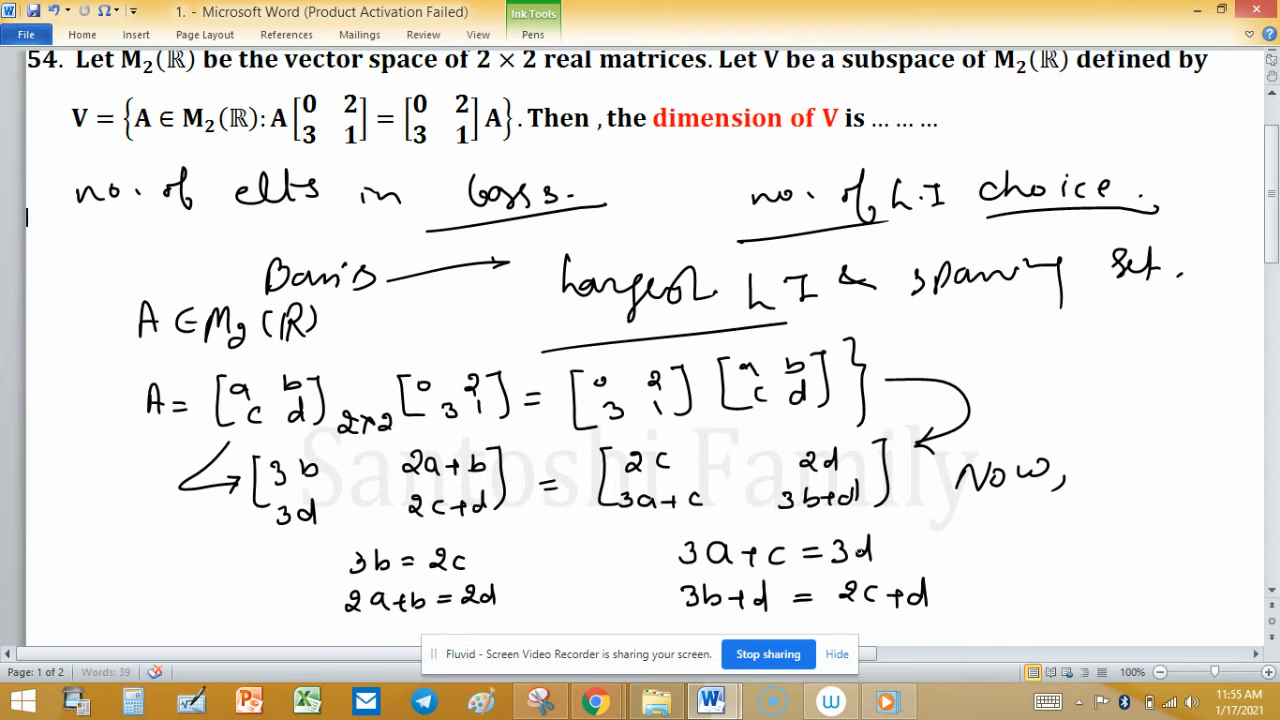 1. - Microsoft Word (Product Activation Failed)
Ink Tools
File Home Insert Page Layout References Mailings Review View Pens
54. Let M₂(ℝ) be the vector space of 2 × 2 real matrices. Let V be a subspace of M₂(ℝ) defined by
V = {A ∈ M₂(ℝ): A [0 2; 3 1] = [0 2; 3 1] A}. Then , the dimension of V is … … …
no. of elts in basis. no. of L.I choice.
Basis → largest L I & spanning set.
A ∈ M₂(ℝ)
A = [a b; c d]₂ₓ₂ [0 2; 3 1] = [0 2; 3 1] [a b; c d] }
[3b 2a+b; 3d 2c+d] = [2c 2d; 3a+c 3b+d] Now,
3b = 2c 3a + c = 3d
2a+b = 2d 3b+d = 2c+d
Santoshi Family
Fluvid - Screen Video Recorder is sharing your screen. Stop sharing Hide
Page: 1 of 2 Words: 39 100%
11:55 AM
1/17/2021